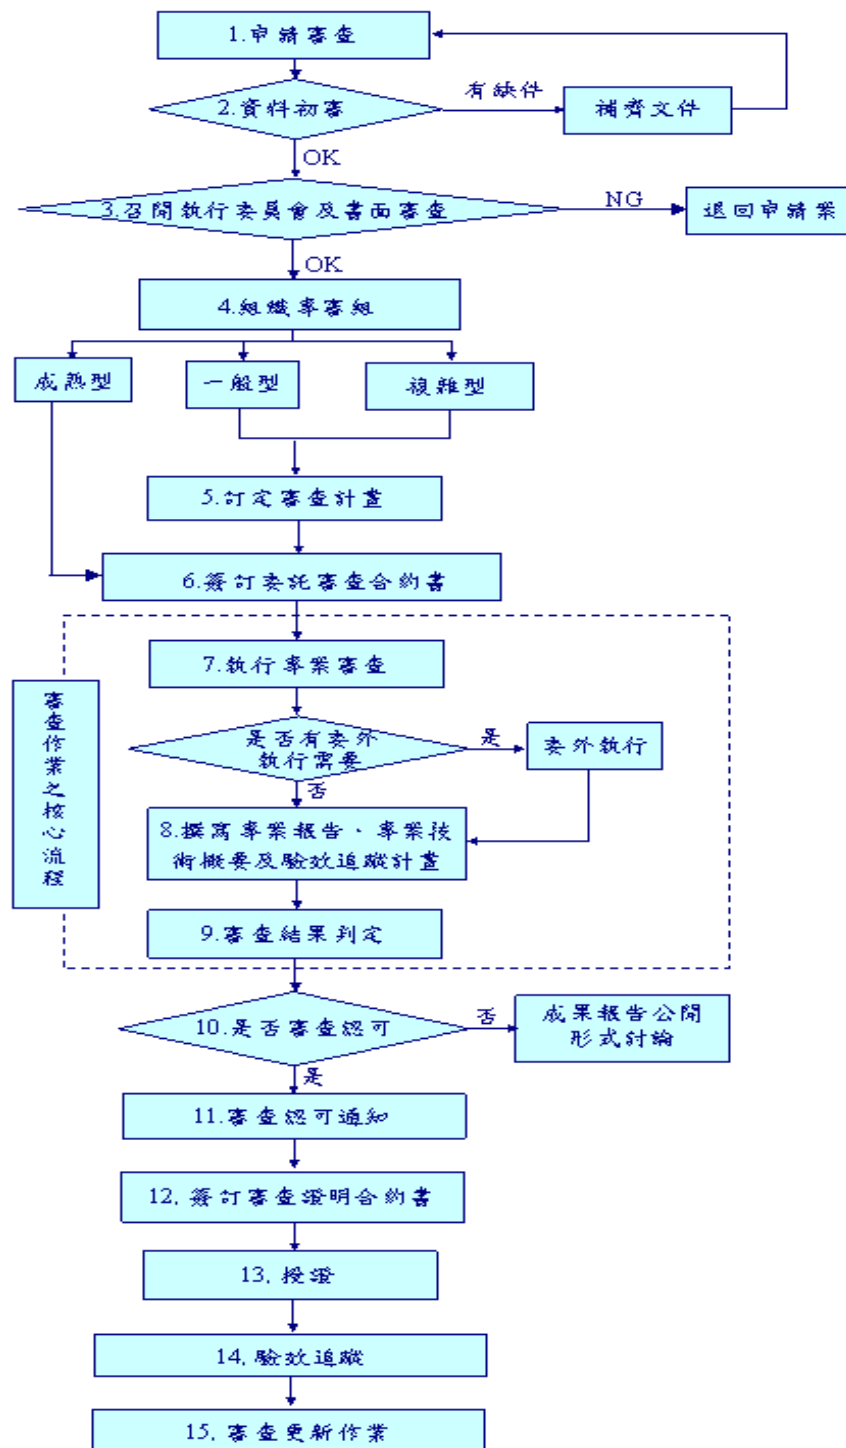 1.申請審查
有缺件
2.資料初審
補齊文件
OK
3.召開執行委員會及書面審查
NG
退回申請案
OK
4.組織專審組
成熟型
一般型
複雜型
5.訂定審查計畫
6.簽訂委託審查合約書
7.執行專業審查
審查作業之核心流程
是否有委外
執行需要
是
委外執行
否
8.撰寫專業報告、專業技
術概要及驗效追蹤計畫
9.審查結果判定
10.是否審查認可
否
成果報告公開
形式討論
是
11.審查認可通知
12, 簽訂審查證明合約書
13, 授證
14, 驗效追蹤
15, 審查更新作業